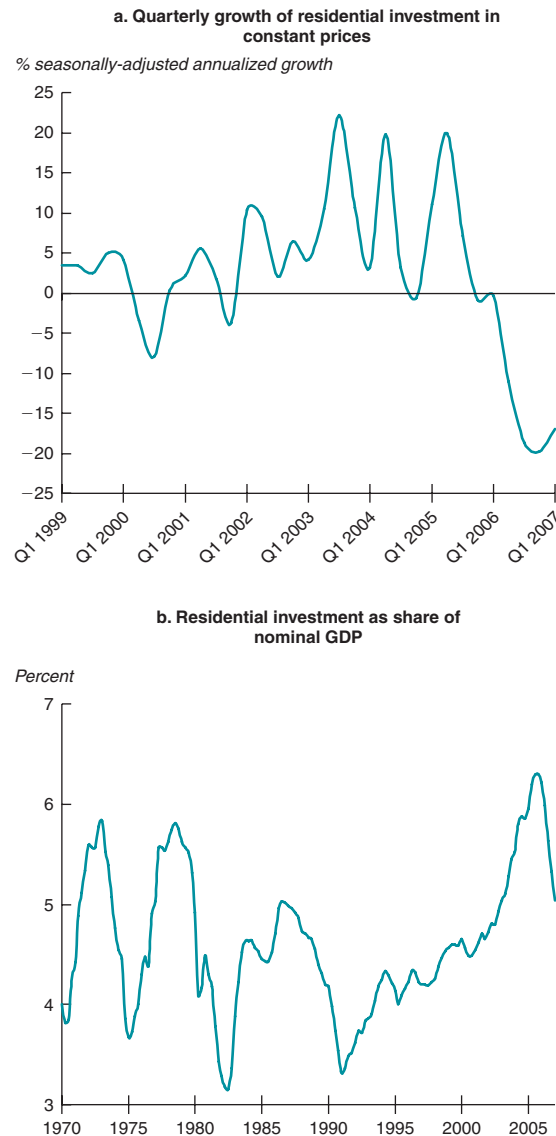 a. Quarterly growth of residential investment in
constant prices
% seasonally-adjusted annualized growth
25
20
15
10
5
0
−5
−10
−15
−20
−25
Q1 1999
Q1 2000
Q1 2001
Q1 2002
Q1 2003
Q1 2004
Q1 2005
Q1 2006
Q1 2007
b. Residential investment as share of
nominal GDP
Percent
7
6
5
4
3
1970 1975 1980 1985 1990 1995 2000 2005